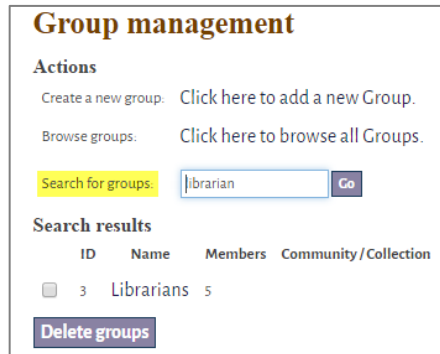 Group management
Actions
Create a new group: Click here to add a new Group.
Browse groups: Click here to browse all Groups.
Search for groups: librarian Go
Search results
ID Name Members Community/Collection
3 Librarians 5
Delete groups